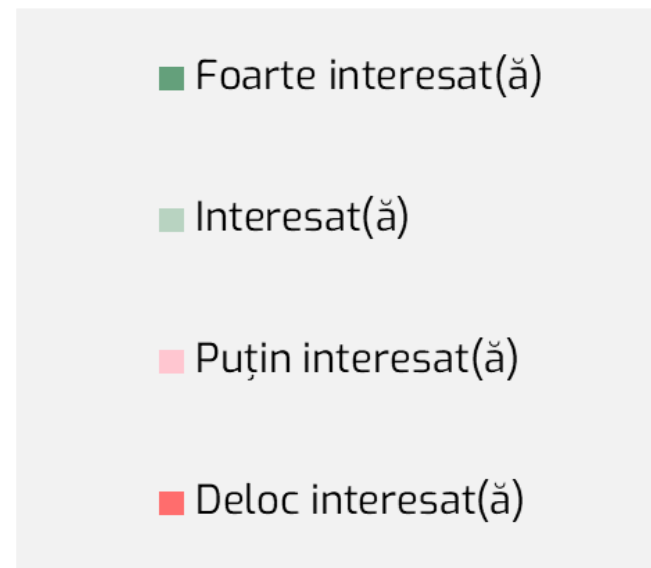 Foarte interesat(ă)
Interesat(ă)
Puțin interesat(ă)
Deloc interesat(ă)